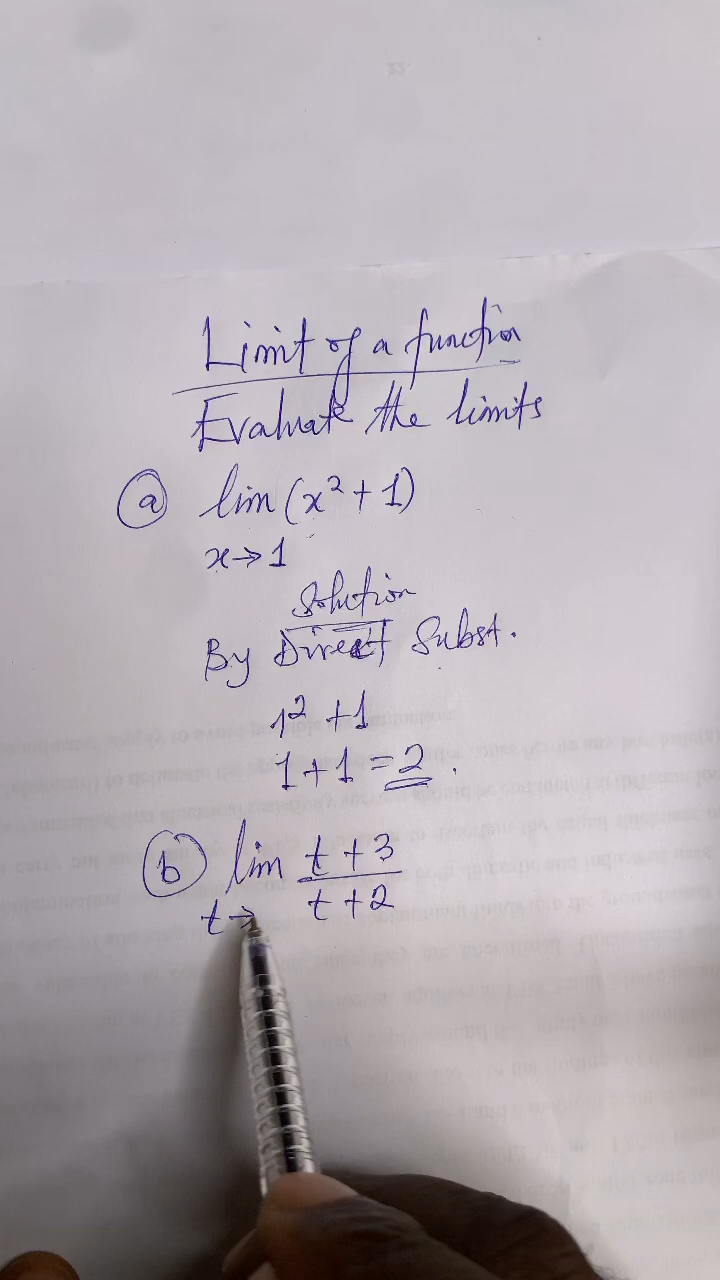 Limit of a function
Evaluate the limits
(a) lim (x² + 1)
x→1
Solution
By Direct Subst.
1² + 1
1 + 1 = 2.
(b) lim t + 3
t→ t + 2